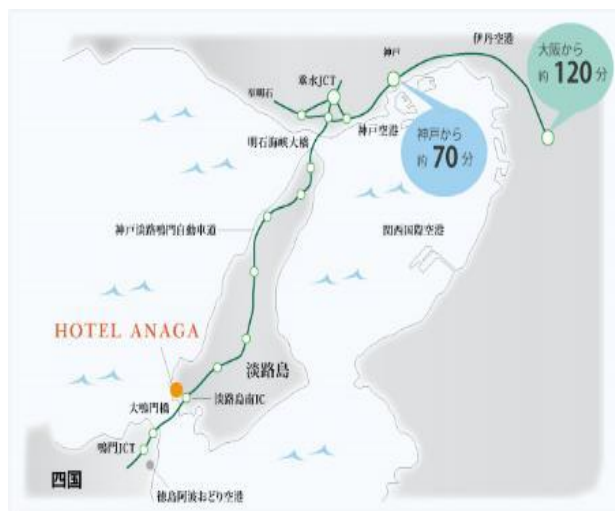 伊丹空港
大阪から
約120分
神戸
垂水JCT
至明石
神戸空港
神戸から
約70分
明石海峡大橋
神戸淡路鳴門自動車道
関西国際空港
HOTEL ANAGA
淡路島
淡路島南IC
大鳴門橋
鳴門JCT
四国
徳島阿波おどり空港